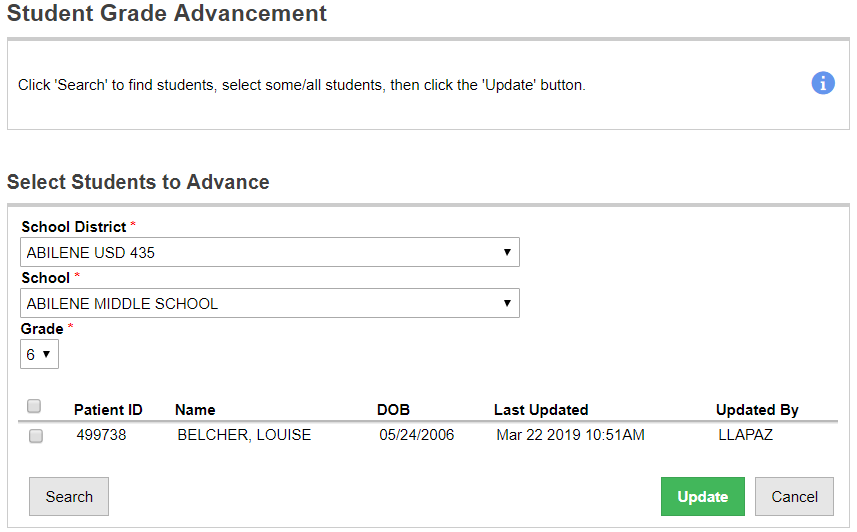 Student Grade Advancement
Click 'Search' to find students, select some/all students, then click the 'Update' button.
i
Select Students to Advance
School District *
ABILENE USD 435 ▼
School *
ABILENE MIDDLE SCHOOL ▼
Grade *
6 ▼
Patient ID Name DOB Last Updated Updated By
499738 BELCHER, LOUISE 05/24/2006 Mar 22 2019 10:51AM LLAPAZ
Search Update Cancel